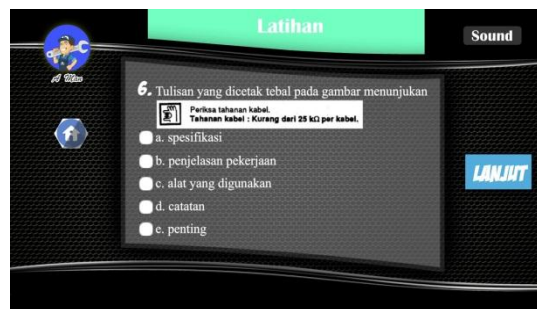 Latihan
Sound
A Man
6. Tulisan yang dicetak tebal pada gambar menunjukan
Periksa tahanan kabel.
Tahanan kabel : Kurang dari 25 kΩ per kabel.
a. spesifikasi
b. penjelasan pekerjaan
c. alat yang digunakan
d. catatan
e. penting
LANJUT